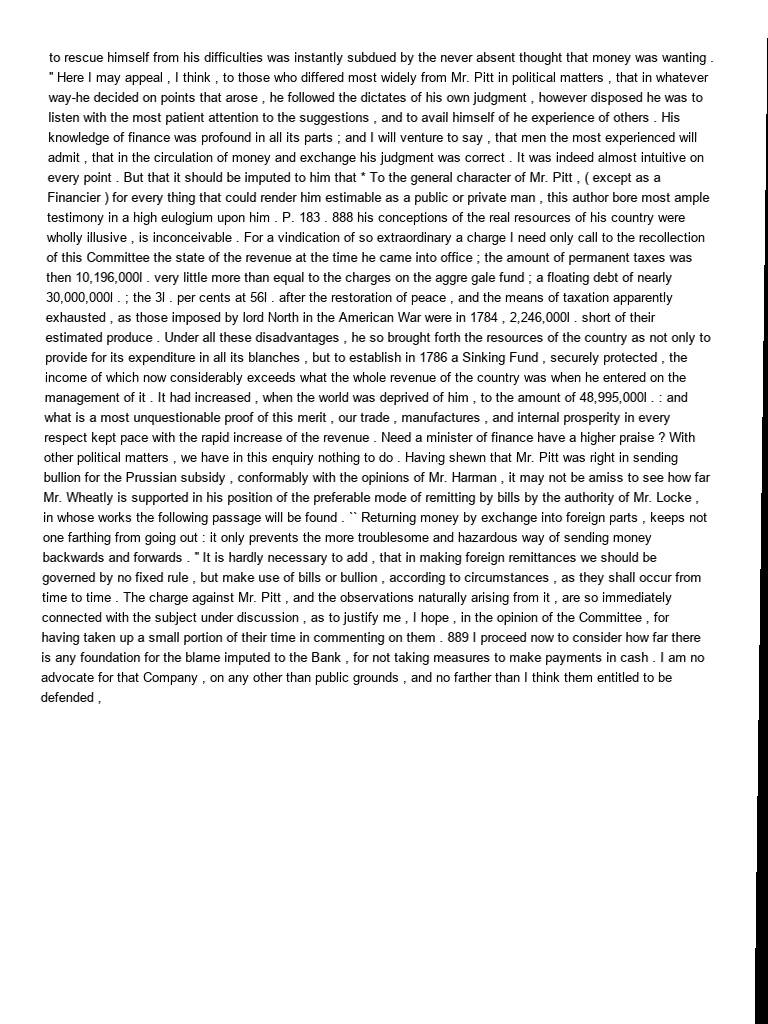 to rescue himself from his difficulties was instantly subdued by the never absent thought that money was wanting .
" Here I may appeal , I think , to those who differed most widely from Mr. Pitt in political matters , that in whatever
way-he decided on points that arose , he followed the dictates of his own judgment , however disposed he was to
listen with the most patient attention to the suggestions , and to avail himself of he experience of others . His
knowledge of finance was profound in all its parts ; and I will venture to say , that men the most experienced will
admit , that in the circulation of money and exchange his judgment was correct . It was indeed almost intuitive on
every point . But that it should be imputed to him that * To the general character of Mr. Pitt , ( except as a
Financier ) for every thing that could render him estimable as a public or private man , this author bore most ample
testimony in a high eulogium upon him . P. 183 . 888 his conceptions of the real resources of his country were
wholly illusive , is inconceivable . For a vindication of so extraordinary a charge I need only call to the recollection
of this Committee the state of the revenue at the time he came into office ; the amount of permanent taxes was
then 10,196,000l . very little more than equal to the charges on the aggre gale fund ; a floating debt of nearly
30,000,000l . ; the 3l . per cents at 56l . after the restoration of peace , and the means of taxation apparently
exhausted , as those imposed by lord North in the American War were in 1784 , 2,246,000l . short of their
estimated produce . Under all these disadvantages , he so brought forth the resources of the country as not only to
provide for its expenditure in all its blanches , but to establish in 1786 a Sinking Fund , securely protected , the
income of which now considerably exceeds what the whole revenue of the country was when he entered on the
management of it . It had increased , when the world was deprived of him , to the amount of 48,995,000l . : and
what is a most unquestionable proof of this merit , our trade , manufactures , and internal prosperity in every
respect kept pace with the rapid increase of the revenue . Need a minister of finance have a higher praise ? With
other political matters , we have in this enquiry nothing to do . Having shewn that Mr. Pitt was right in sending
bullion for the Prussian subsidy , conformably with the opinions of Mr. Harman , it may not be amiss to see how far
Mr. Wheatly is supported in his position of the preferable mode of remitting by bills by the authority of Mr. Locke ,
in whose works the following passage will be found . `` Returning money by exchange into foreign parts , keeps not
one farthing from going out : it only prevents the more troublesome and hazardous way of sending money
backwards and forwards . " It is hardly necessary to add , that in making foreign remittances we should be
governed by no fixed rule , but make use of bills or bullion , according to circumstances , as they shall occur from
time to time . The charge against Mr. Pitt , and the observations naturally arising from it , are so immediately
connected with the subject under discussion , as to justify me , I hope , in the opinion of the Committee , for
having taken up a small portion of their time in commenting on them . 889 I proceed now to consider how far there
is any foundation for the blame imputed to the Bank , for not taking measures to make payments in cash . I am no
advocate for that Company , on any other than public grounds , and no farther than I think them entitled to be
defended ,